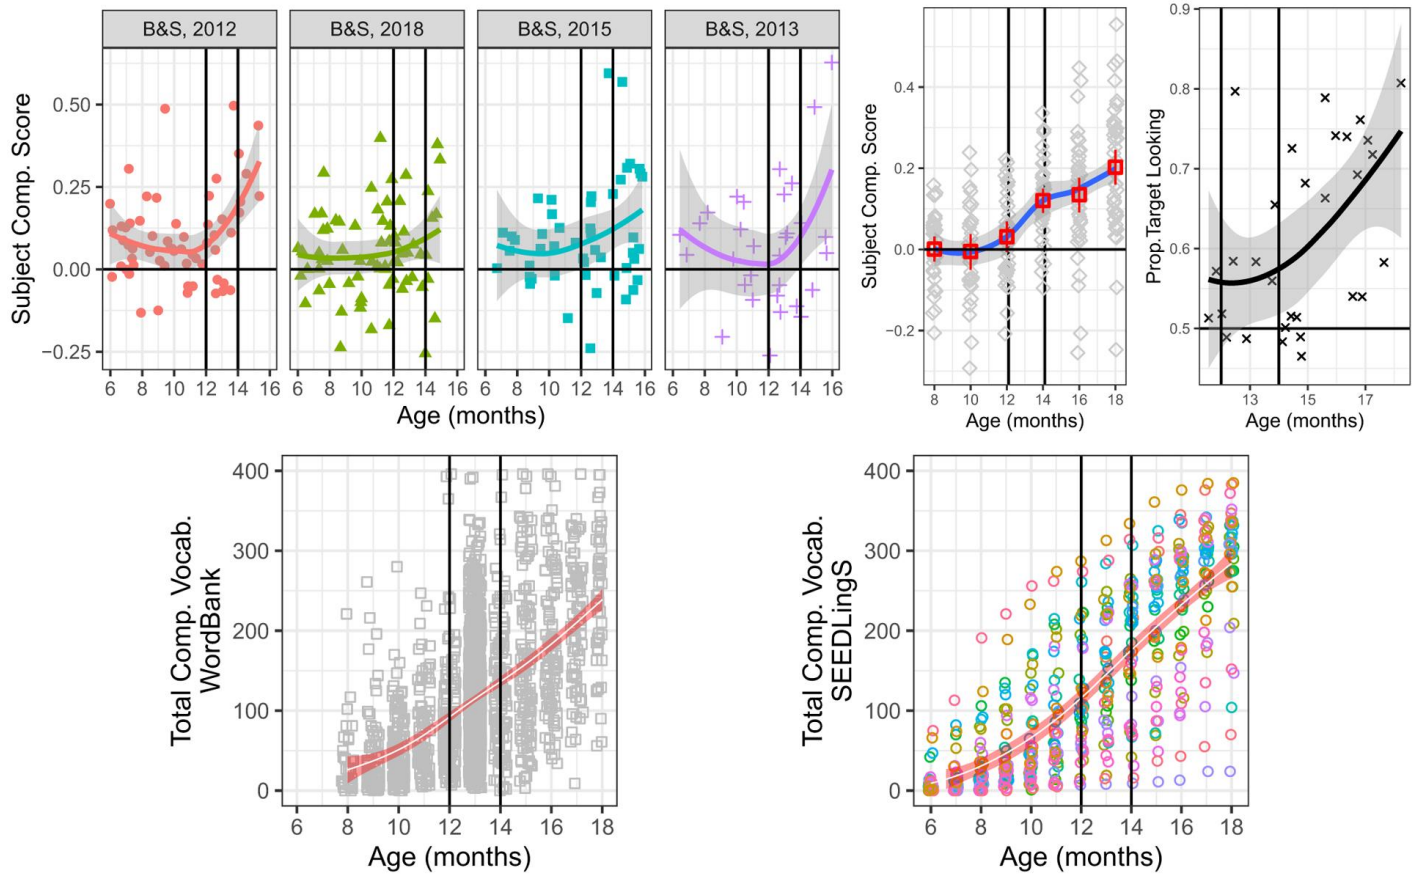 B&S, 2012
B&S, 2018
B&S, 2015
B&S, 2013
Subject Comp. Score
0.50
0.25
0.00
−0.25
6 8 10 12 14 16
6 8 10 12 14 16
6 8 10 12 14 16
6 8 10 12 14 16
Age (months)
Subject Comp. Score
0.4
0.2
0.0
−0.2
8 10 12 14 16 18
Age (months)
Prop. Target Looking
0.9
0.8
0.7
0.6
0.5
13 15 17
Age (months)
Total Comp. Vocab.
WordBank
400
300
200
100
0
6 8 10 12 14 16 18
Age (months)
Total Comp. Vocab.
SEEDLingS
400
300
200
100
0
6 8 10 12 14 16 18
Age (months)